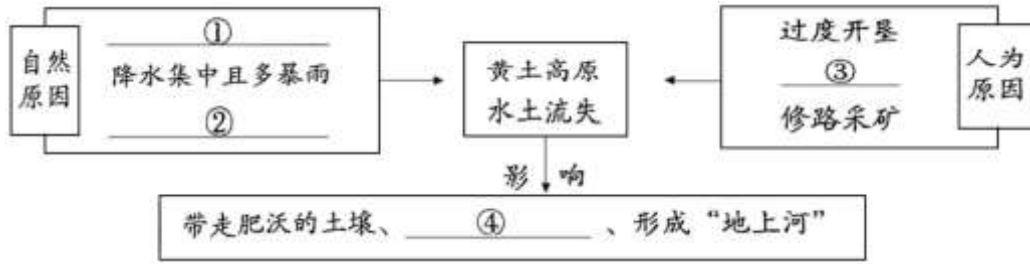 自然
原因
①
降水集中且多暴雨
②
黄土高原
水土流失
过度开垦
③
修路采矿
人为
原因
影响
带走肥沃的土壤、④、形成“地上河”